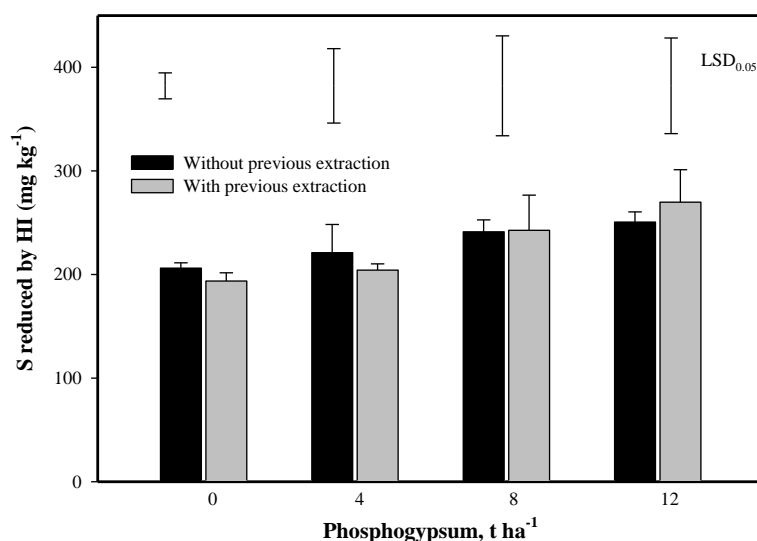 LSD0.05
400
300
200
100
0
S reduced by HI (mg kg-1)
Without previous extraction
With previous extraction
0 4 8 12
Phosphogypsum, t ha-1